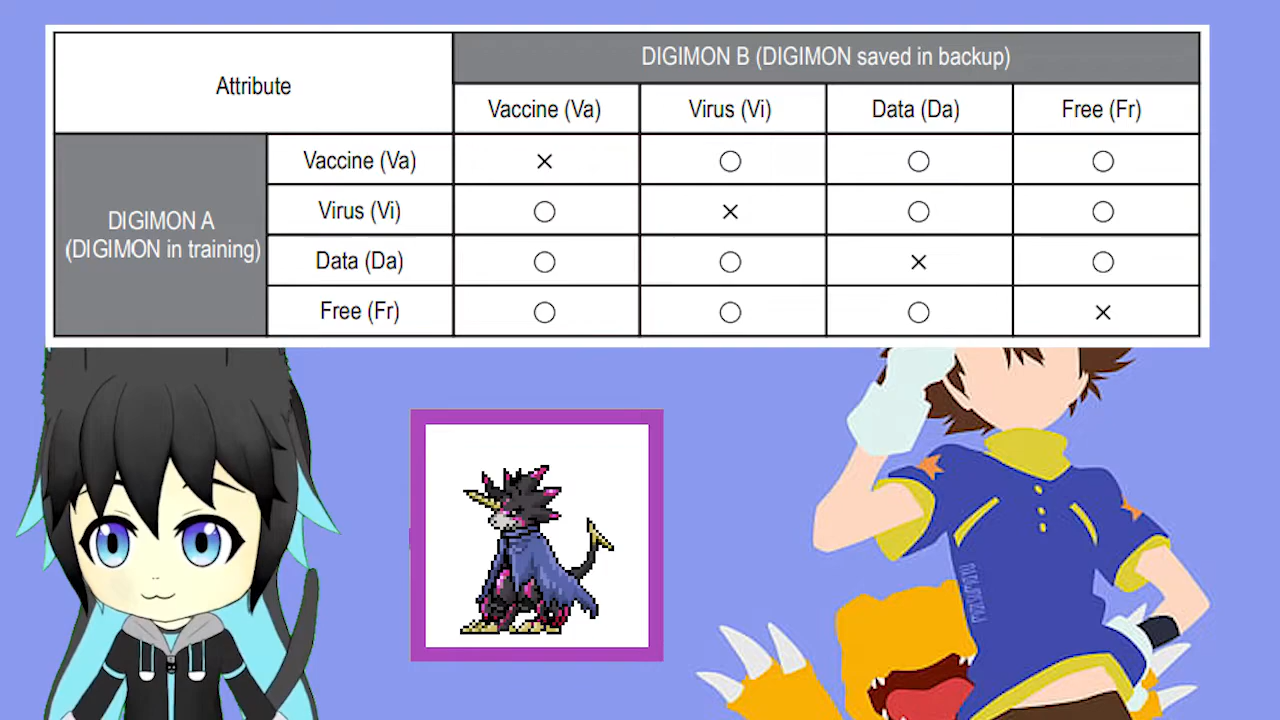 DIGIMON B (DIGIMON saved in backup)
Attribute
Vaccine (Va) Virus (Vi) Data (Da) Free (Fr)
Vaccine (Va) × ○ ○ ○
DIGIMON A
(DIGIMON in training)
Virus (Vi) ○ × ○ ○
Data (Da) ○ ○ × ○
Free (Fr) ○ ○ ○ ×